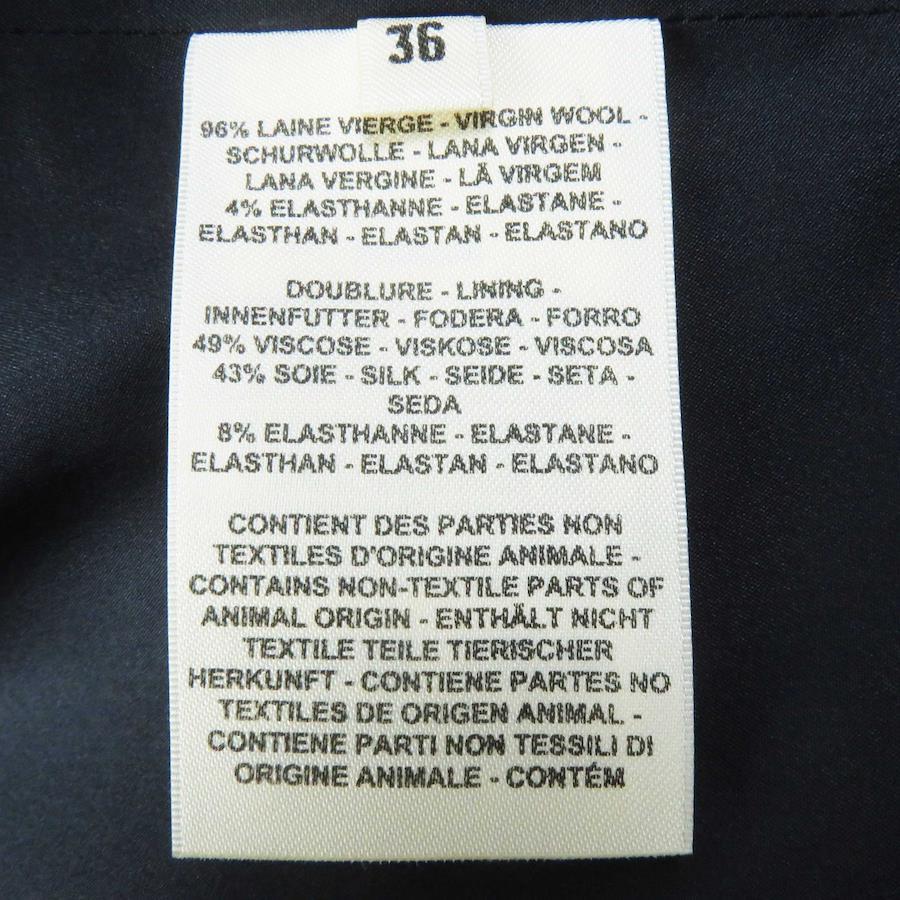 36
96% LAINE VIERGE - VIRGIN WOOL -
SCHURWOLLE - LANA VIRGEN -
LANA VERGINE - LÃ VIRGEM
4% ELASTHANNE - ELASTANE -
ELASTHAN - ELASTAN - ELASTANO
DOUBLURE - LINING -
INNENFUTTER - FODERA - FORRO
49% VISCOSE - VISKOSE - VISCOSA
43% SOIE - SILK - SEIDE - SETA -
SEDA
8% ELASTHANNE - ELASTANE -
ELASTHAN - ELASTAN - ELASTANO
CONTIENT DES PARTIES NON
TEXTILES D'ORIGINE ANIMALE -
CONTAINS NON-TEXTILE PARTS OF
ANIMAL ORIGIN - ENTHÄLT NICHT
TEXTILE TEILE TIERISCHER
HERKUNFT - CONTIENE PARTES NO
TEXTILES DE ORIGEN ANIMAL -
CONTIENE PARTI NON TESSILI DI
ORIGINE ANIMALE - CONTÉM